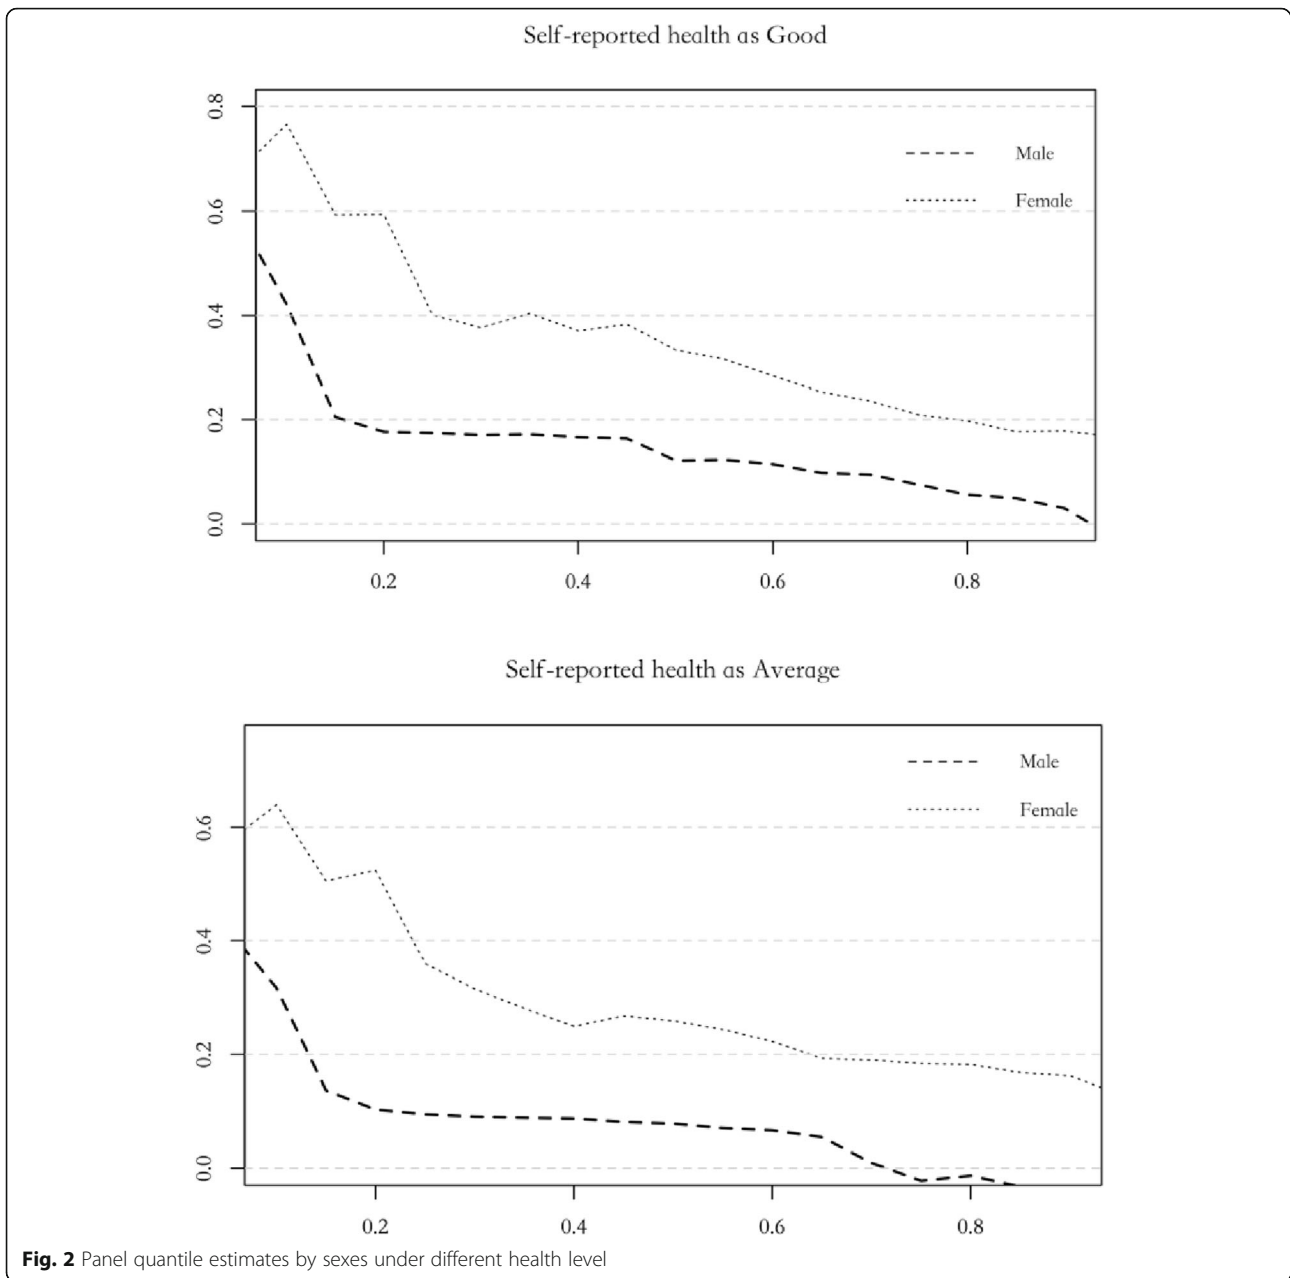 Self-reported health as Good
0.8
0.6
0.4
0.2
0.0
Male
Female
0.2 0.4 0.6 0.8
Self-reported health as Average
0.6
0.4
0.2
0.0
Male
Female
0.2 0.4 0.6 0.8
Fig. 2 Panel quantile estimates by sexes under different health level